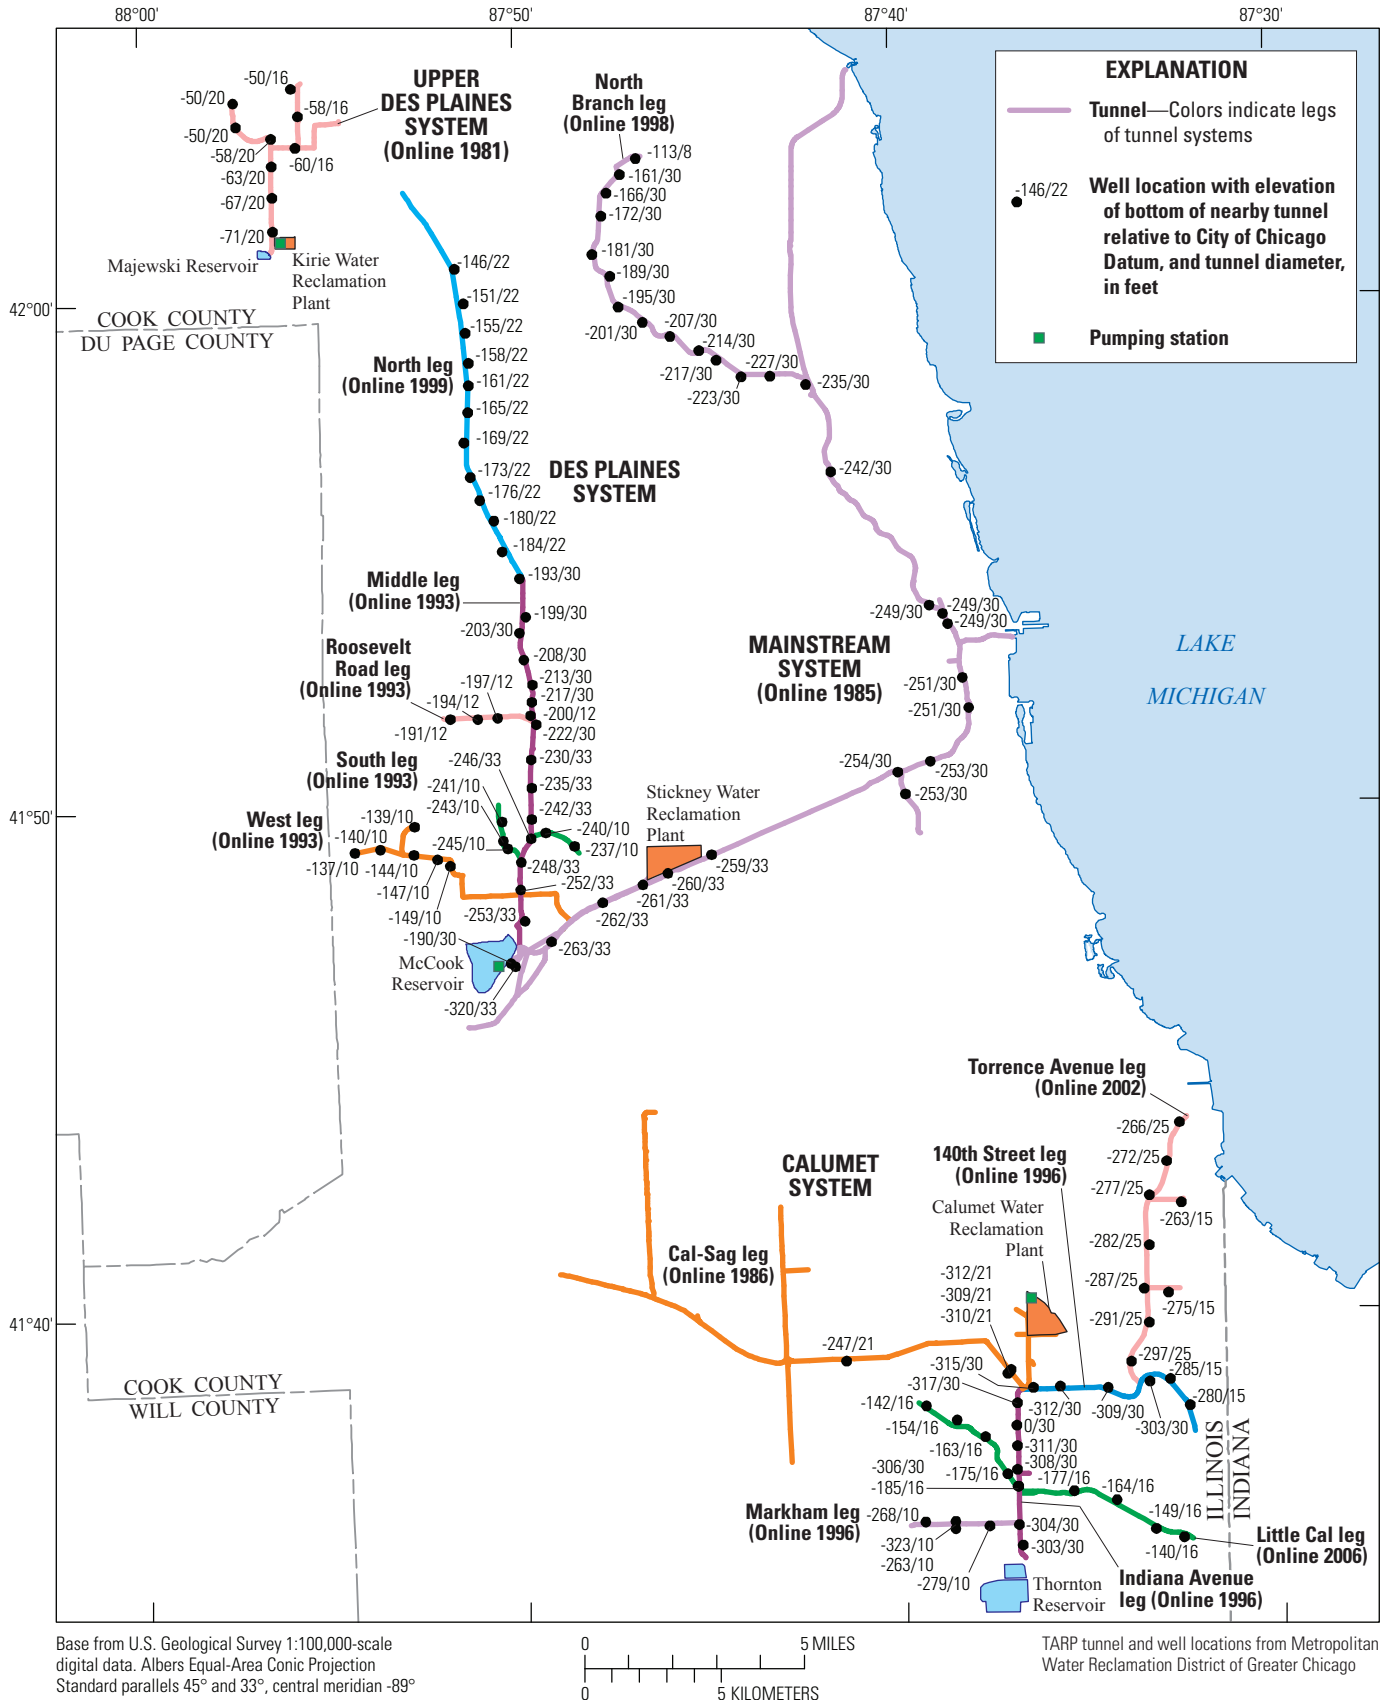 88°00'
87°50'
87°40'
87°30'
EXPLANATION
Tunnel—Colors indicate legs
of tunnel systems
-146/22
Well location with elevation
of bottom of nearby tunnel
relative to City of Chicago
Datum, and tunnel diameter,
in feet
Pumping station
UPPER
DES PLAINES
SYSTEM
(Online 1981)
-50/16
-50/20
-58/16
-50/20
-58/20
-60/16
-63/20
-67/20
-71/20
Majewski Reservoir
Kirie Water
Reclamation
Plant
42°00'
COOK COUNTY
DU PAGE COUNTY
North
Branch leg
(Online 1998)
-113/8
-161/30
-166/30
-172/30
-181/30
-189/30
-195/30
-201/30
-207/30
-214/30
-217/30
-227/30
-223/30
-235/30
-242/30
North leg
(Online 1999)
-146/22
-151/22
-155/22
-158/22
-161/22
-165/22
-169/22
-173/22
-176/22
-180/22
-184/22
DES PLAINES
SYSTEM
Middle leg
(Online 1993)
-193/30
-199/30
-203/30
-208/30
-213/30
-217/30
-200/12
-222/30
-230/33
-235/33
-242/33
Roosevelt
Road leg
(Online 1993)
-197/12
-194/12
-191/12
South leg
(Online 1993)
-246/33
-241/10
-243/10
-245/10
-240/10
-237/10
-248/33
-252/33
-253/33
41°50'
West leg
(Online 1993)
-139/10
-140/10
-137/10
-144/10
-147/10
-149/10
-190/30
McCook
Reservoir
-320/33
MAINSTREAM
SYSTEM
(Online 1985)
-249/30
-249/30
-249/30
-251/30
-251/30
-254/30
-253/30
-253/30
Stickney Water
Reclamation
Plant
-259/33
-260/33
-261/33
-262/33
-263/33
LAKE
MICHIGAN
Torrence Avenue leg
(Online 2002)
-266/25
-272/25
-277/25
-263/15
-282/25
-287/25
-275/15
-291/25
-297/25
-285/15
-280/15
-303/30
140th Street leg
(Online 1996)
Calumet Water
Reclamation
Plant
CALUMET
SYSTEM
Cal-Sag leg
(Online 1986)
-312/21
-309/21
-310/21
-247/21
41°40'
-315/30
-317/30
-312/30
-309/30
-142/16
-154/16
-163/16
-175/16
0/30
-311/30
-308/30
-306/30
-185/16
-177/16
-164/16
-149/16
-140/16
Little Cal leg
(Online 2006)
Markham leg
(Online 1996)
-268/10
-323/10
-263/10
-279/10
-304/30
-303/30
Indiana Avenue
leg (Online 1996)
Thornton
Reservoir
COOK COUNTY
WILL COUNTY
ILLINOIS
INDIANA
Base from U.S. Geological Survey 1:100,000-scale
digital data. Albers Equal-Area Conic Projection
Standard parallels 45° and 33°, central meridian -89°
0 5 MILES
0 5 KILOMETERS
TARP tunnel and well locations from Metropolitan
Water Reclamation District of Greater Chicago